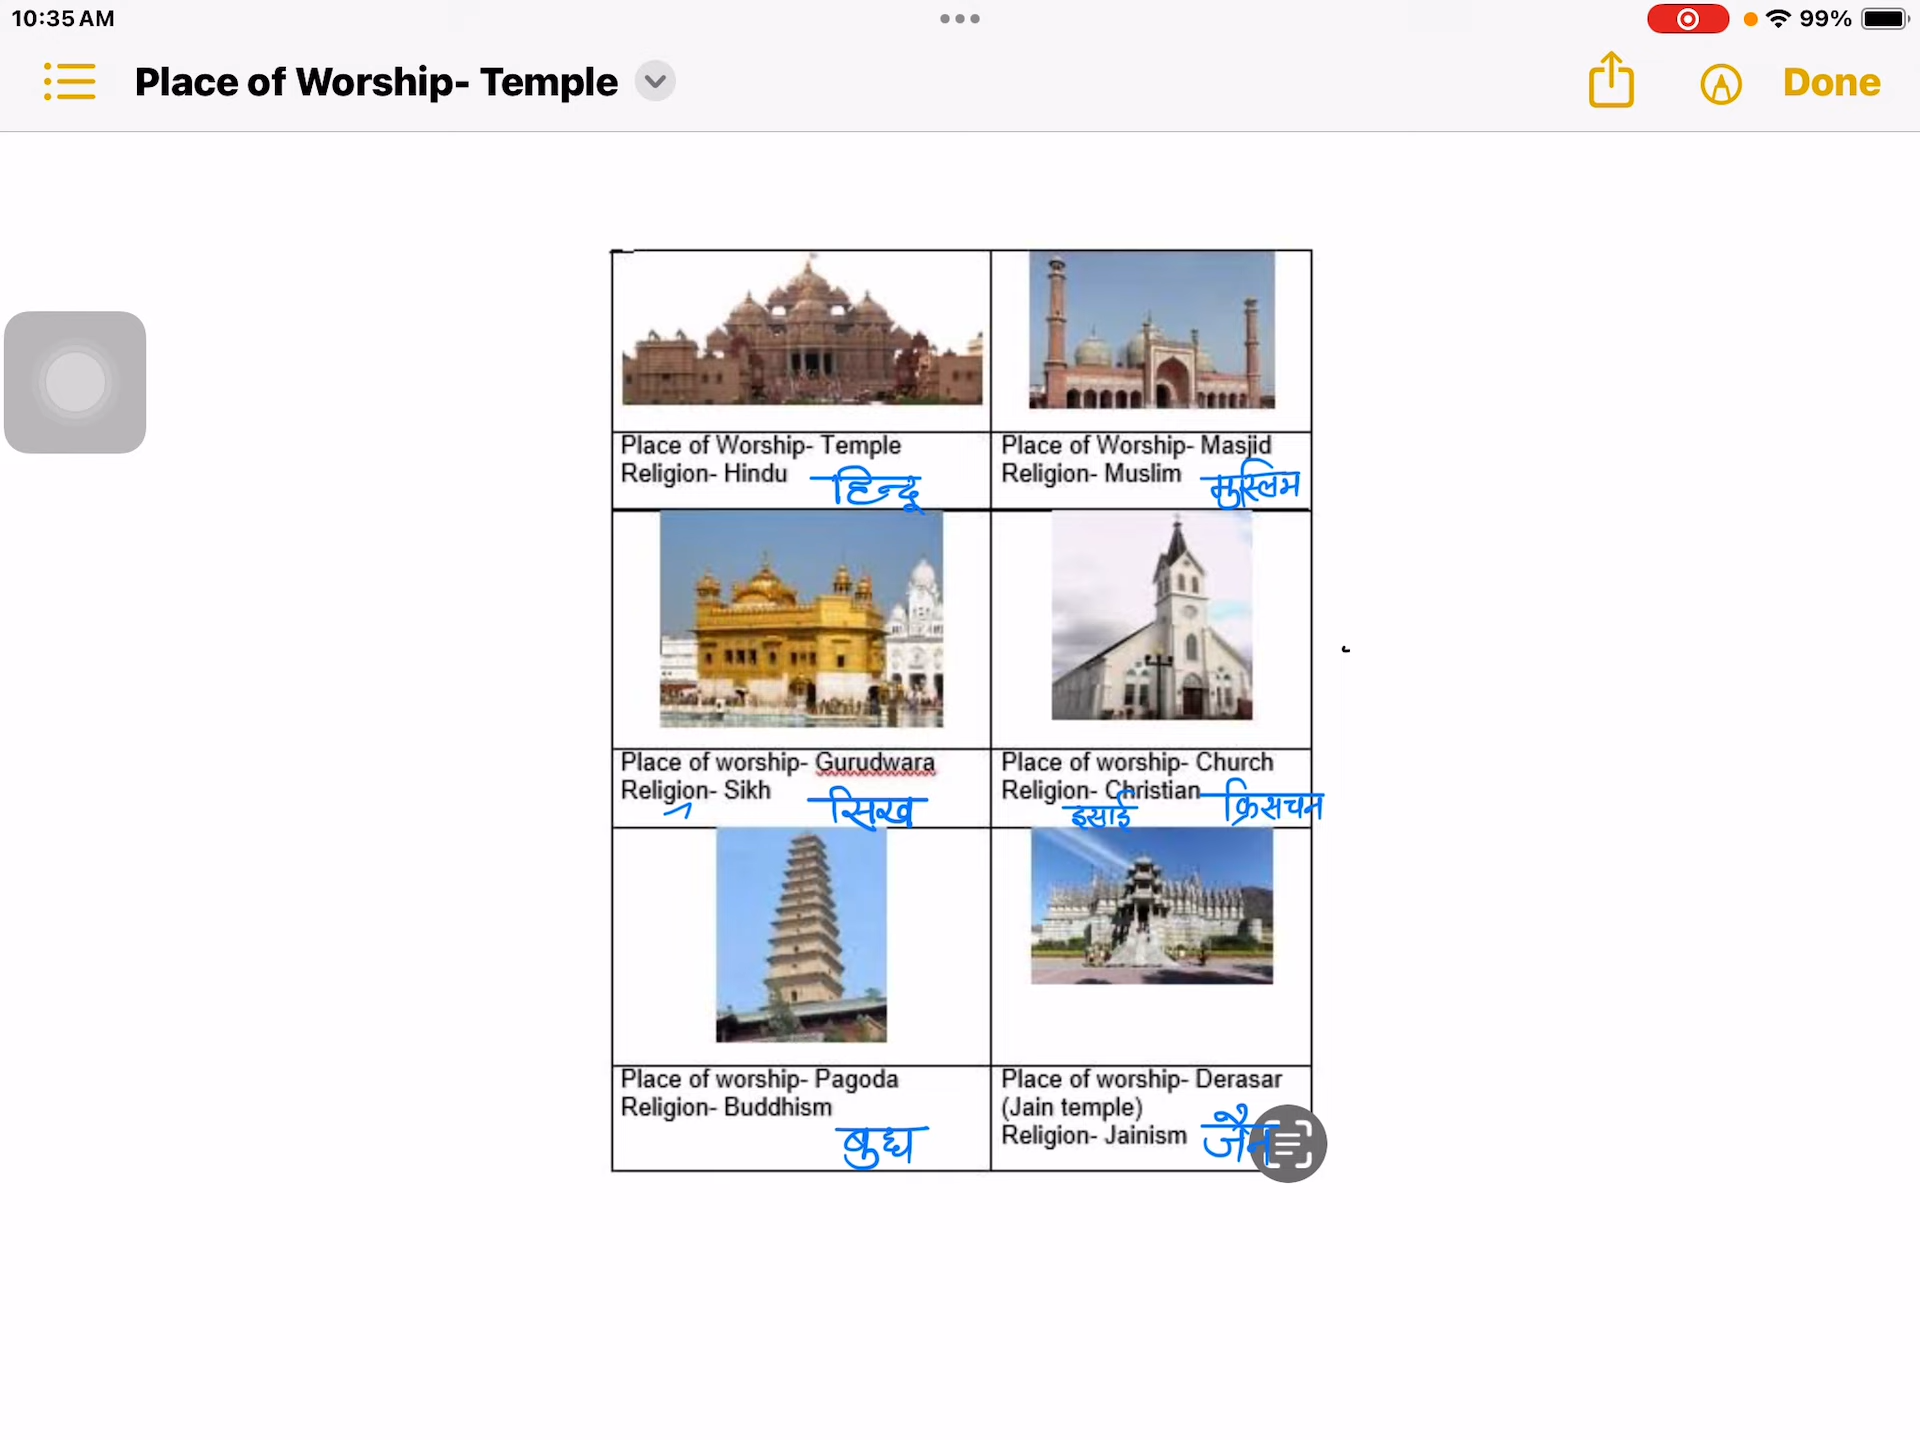 10:35 AM
99%
Place of Worship- Temple
Done
Place of Worship- Temple
Religion- Hindu हिन्दू
Place of Worship- Masjid
Religion- Muslim मुस्लिम
Place of worship- Gurudwara
Religion- Sikh सिख
Place of worship- Church
Religion- Christian क्रिसचन
इसाई
Place of worship- Pagoda
Religion- Buddhism
बुध
Place of worship- Derasar
(Jain temple)
Religion- Jainism जैन